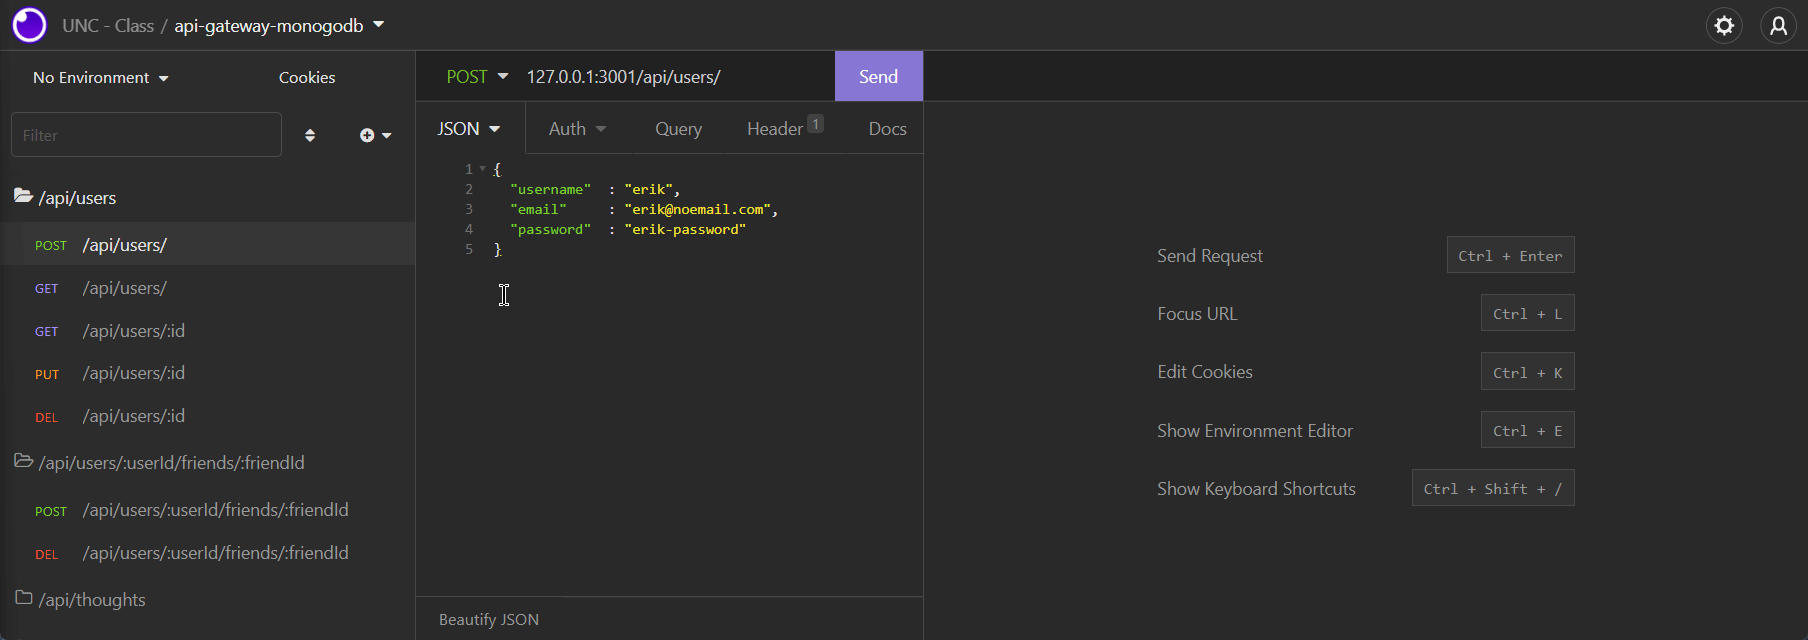 UNC - Class / api-gateway-monogodb
No Environment
Cookies
Filter
/api/users
POST /api/users/
GET /api/users/
GET /api/users/:id
PUT /api/users/:id
DEL /api/users/:id
/api/users/:userId/friends/:friendId
POST /api/users/:userId/friends/:friendId
DEL /api/users/:userId/friends/:friendId
/api/thoughts
POST 127.0.0.1:3001/api/users/ Send
JSON Auth Query Header 1 Docs
1 {
2 "username" : "erik",
3 "email" : "erik@noemail.com",
4 "password" : "erik-password"
5 }
Beautify JSON
Send Request Ctrl + Enter
Focus URL Ctrl + L
Edit Cookies Ctrl + K
Show Environment Editor Ctrl + E
Show Keyboard Shortcuts Ctrl + Shift + /